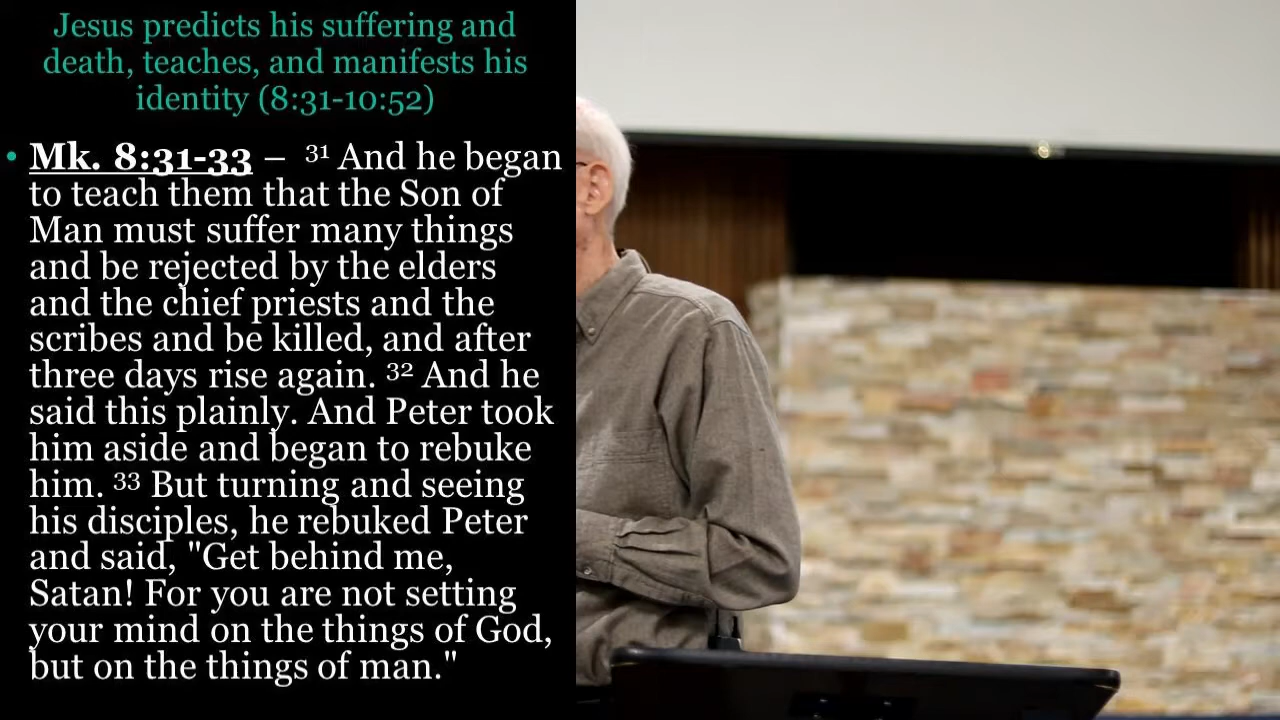 Jesus predicts his suffering and
death, teaches, and manifests his
identity (8:31-10:52)
• Mk. 8:31-33 – ³¹ And he began
to teach them that the Son of
Man must suffer many things
and be rejected by the elders
and the chief priests and the
scribes and be killed, and after
three days rise again. ³² And he
said this plainly. And Peter took
him aside and began to rebuke
him. ³³ But turning and seeing
his disciples, he rebuked Peter
and said, "Get behind me,
Satan! For you are not setting
your mind on the things of God,
but on the things of man."